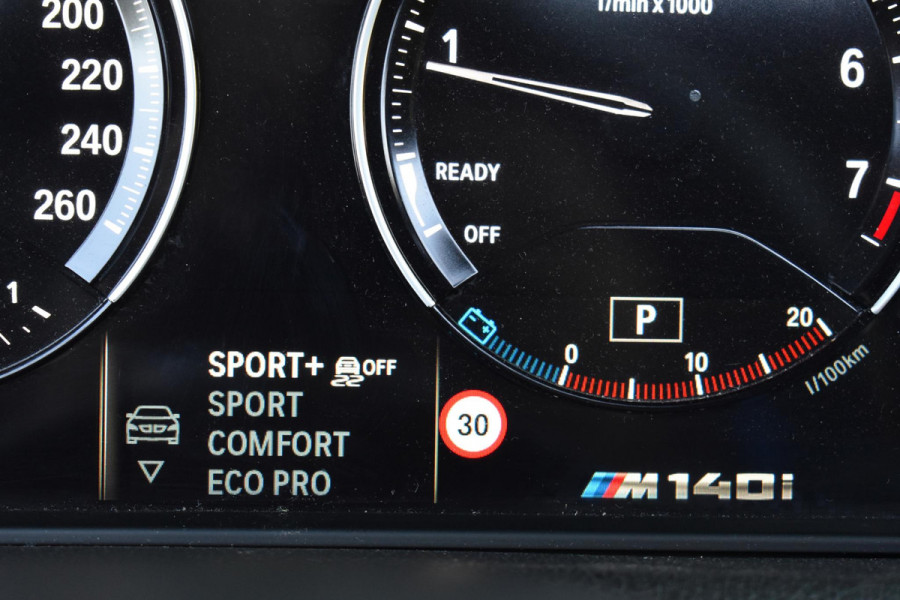 200
220
240
260
1
1/min x 1000
1
6
7
READY
OFF
P
0
10
20
l/100km
SPORT+ OFF
SPORT
COMFORT
ECO PRO
30
M140i